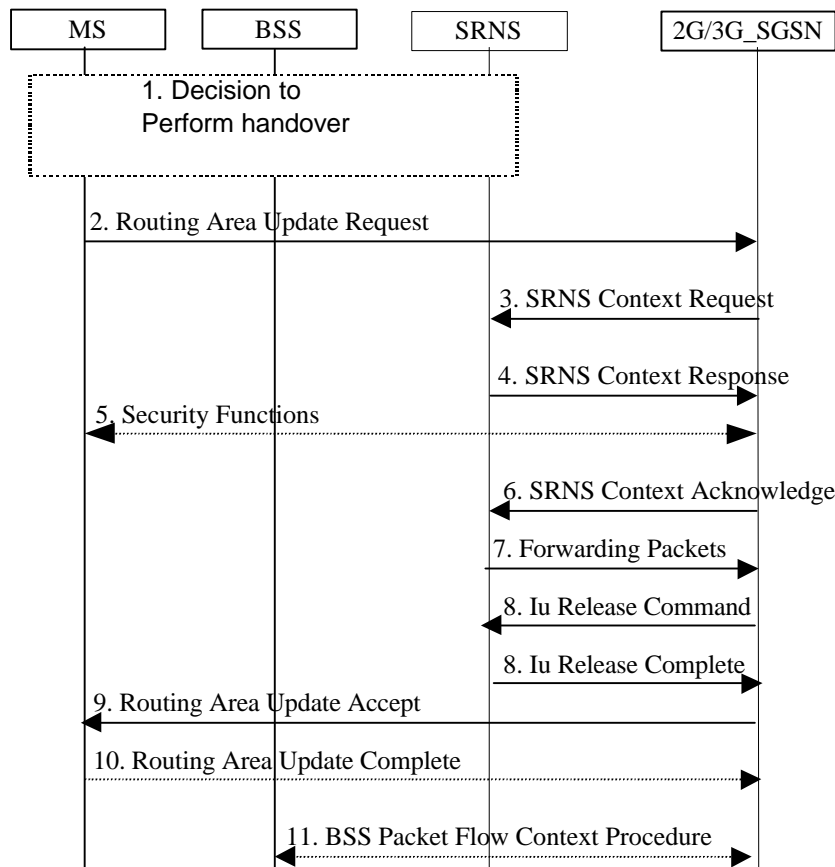 MS BSS SRNS 2G/3G_SGSN
1. Decision to
Perform handover
2. Routing Area Update Request
3. SRNS Context Request
4. SRNS Context Response
5. Security Functions
6. SRNS Context Acknowledge
7. Forwarding Packets
8. Iu Release Command
8. Iu Release Complete
9. Routing Area Update Accept
10. Routing Area Update Complete
11. BSS Packet Flow Context Procedure